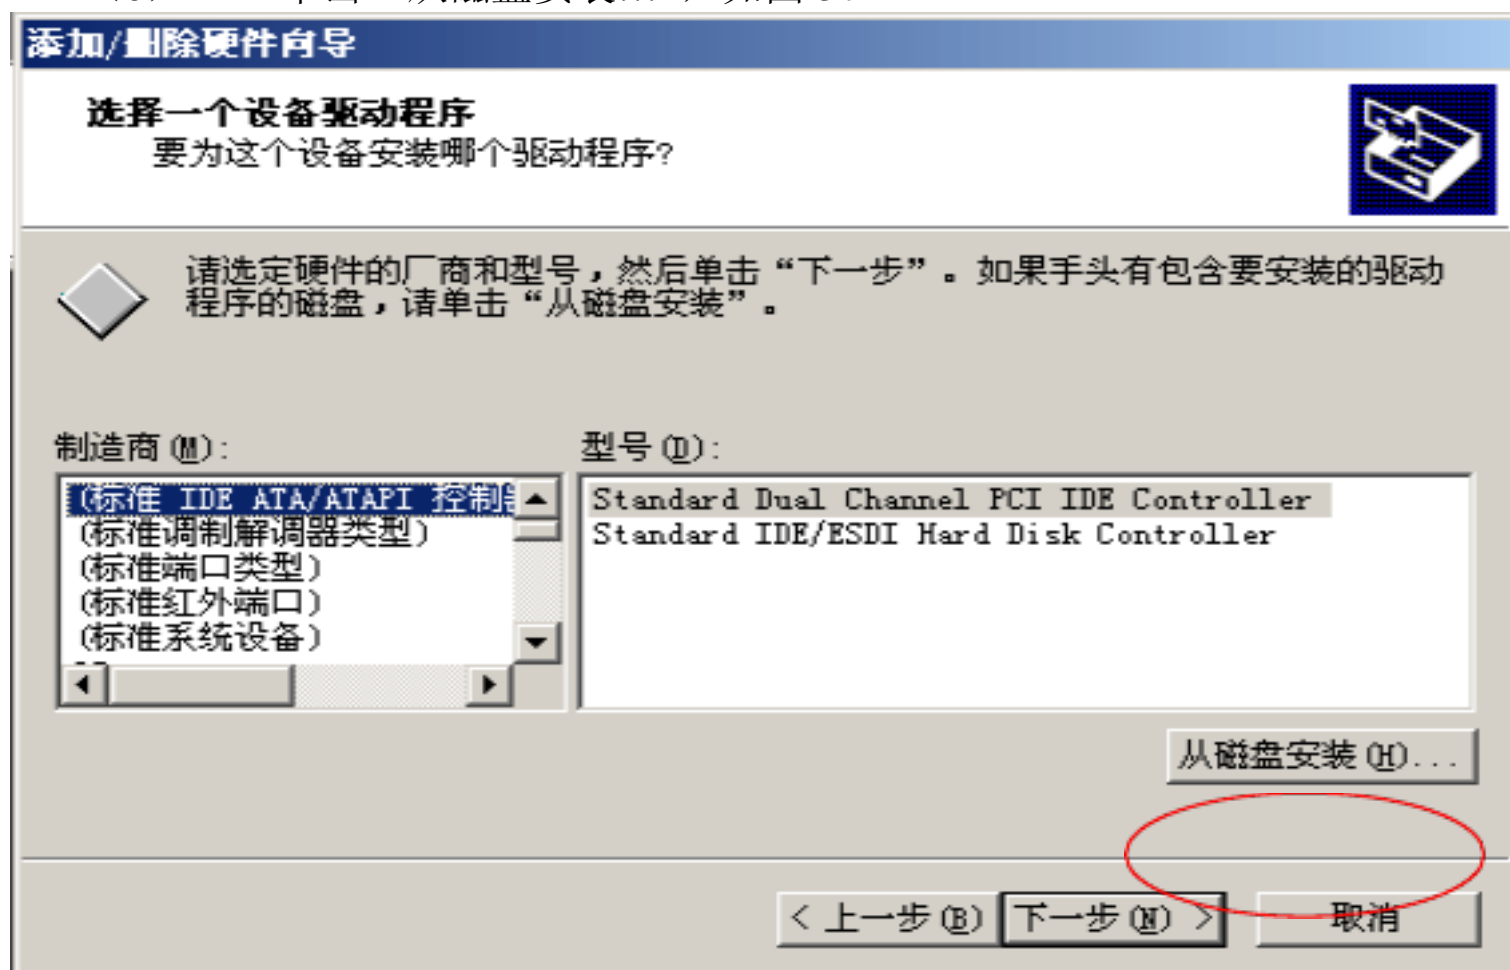 添加/删除硬件向导
选择一个设备驱动程序
要为这个设备安装哪个驱动程序?
请选定硬件的厂商和型号，然后单击“下一步”。如果手头有包含要安装的驱动
程序的磁盘，请单击“从磁盘安装”。
制造商(M):
型号(D):
(标准 IDE ATA/ATAPI 控制
(标准调制解调器类型)
(标准端口类型)
(标准红外端口)
(标准系统设备)
Standard Dual Channel PCI IDE Controller
Standard IDE/ESDI Hard Disk Controller
从磁盘安装(H)...
< 上一步(B)
下一步(N) >
取消